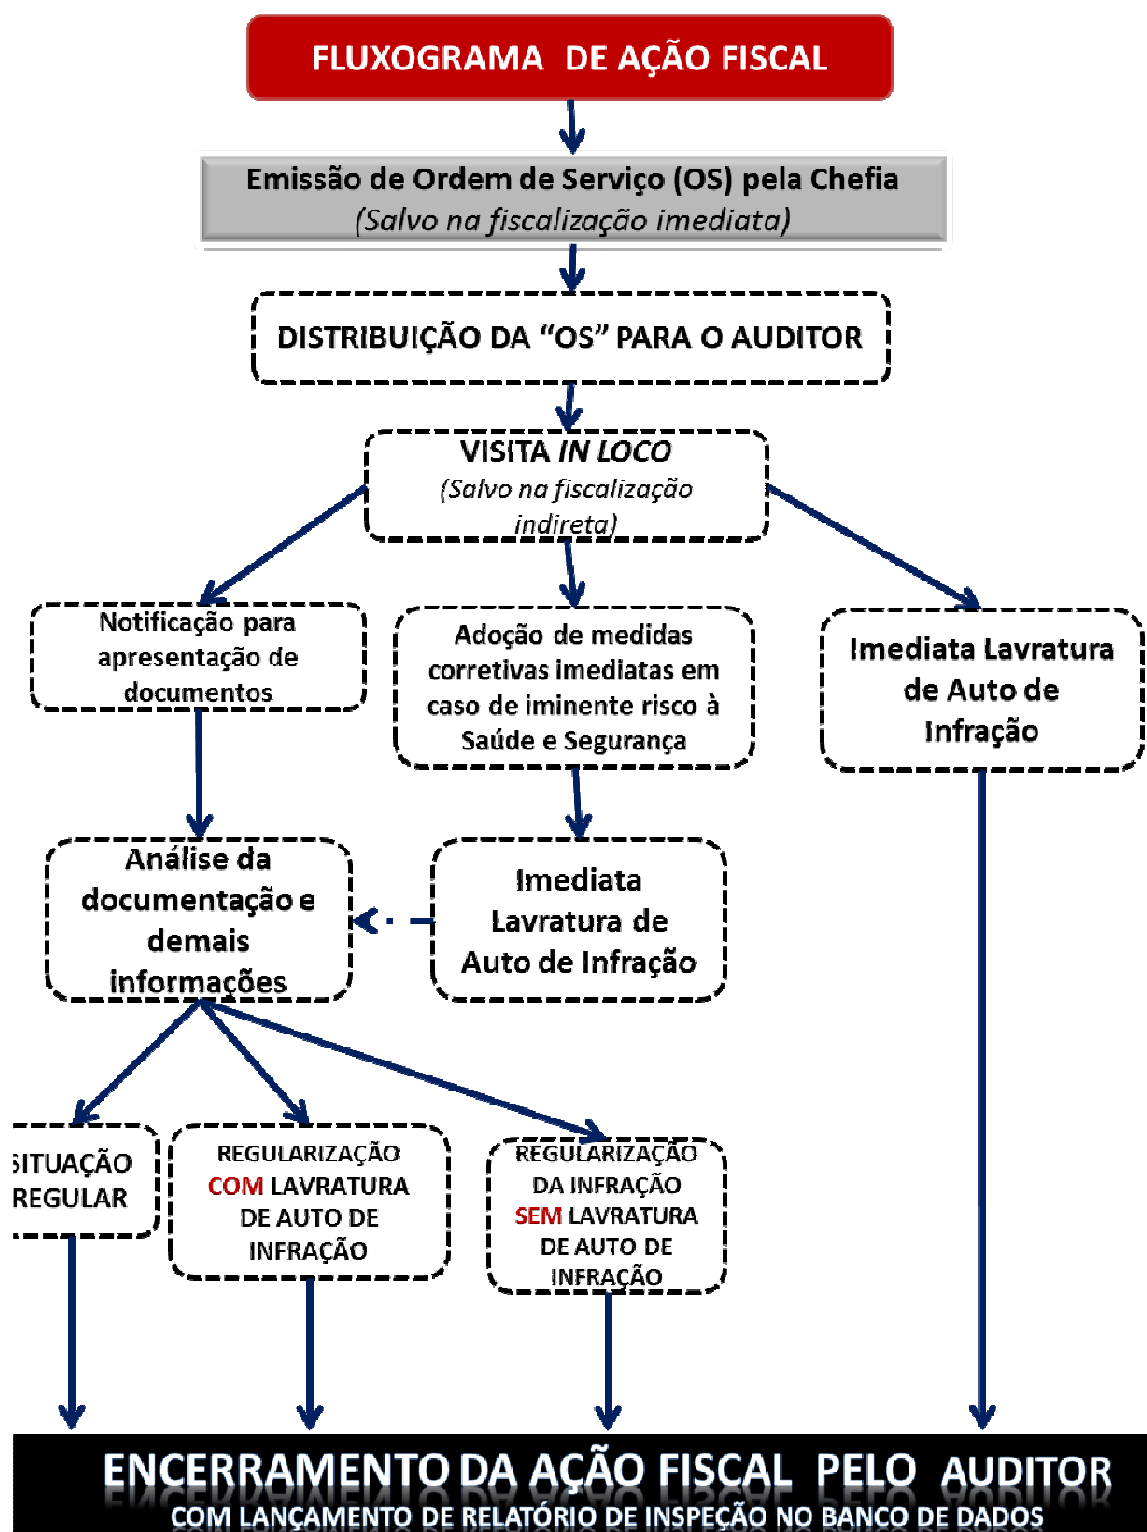 FLUXOGRAMA DE AÇÃO FISCAL
Emissão de Ordem de Serviço (OS) pela Chefia
(Salvo na fiscalização imediata)
DISTRIBUIÇÃO DA “OS” PARA O AUDITOR
VISITA IN LOCO
(Salvo na fiscalização
indireta)
Notificação para
apresentação de
documentos
Adoção de medidas
corretivas imediatas em
caso de iminente risco à
Saúde e Segurança
Imediata Lavratura
de Auto de
Infração
Análise da
documentação e
demais
informações
Imediata
Lavratura de
Auto de Infração
SITUAÇÃO
REGULAR
REGULARIZAÇÃO
COM LAVRATURA
DE AUTO DE
INFRAÇÃO
REGULARIZAÇÃO
DA INFRAÇÃO
SEM LAVRATURA
DE AUTO DE
INFRAÇÃO
ENCERRAMENTO DA AÇÃO FISCAL PELO AUDITOR
COM LANÇAMENTO DE RELATÓRIO DE INSPEÇÃO NO BANCO DE DADOS